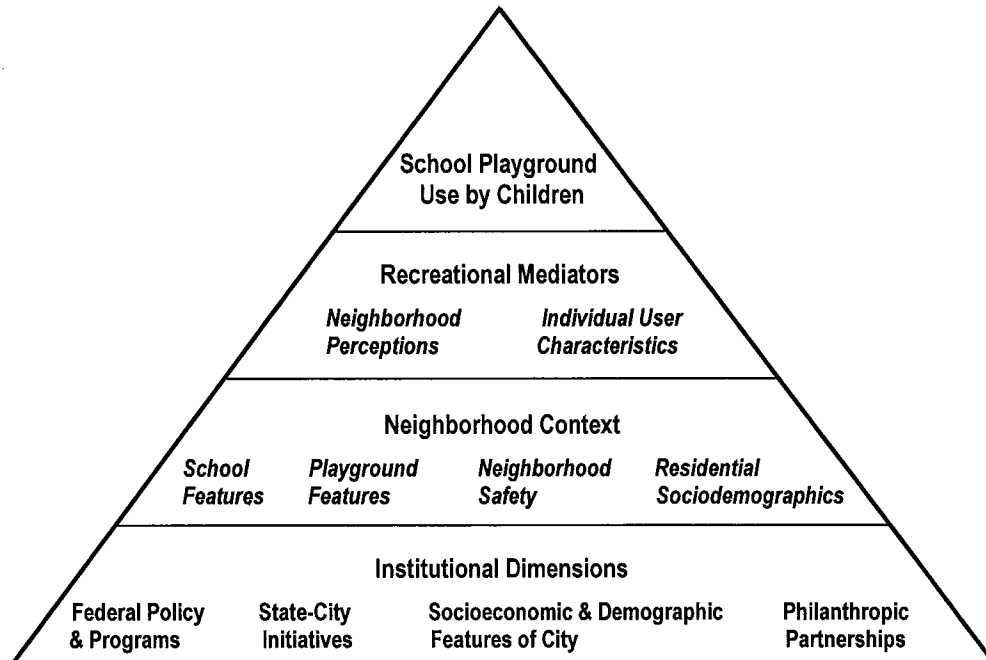 School Playground
Use by Children
Recreational Mediators
Neighborhood Perceptions
Individual User Characteristics
Neighborhood Context
School Features
Playground Features
Neighborhood Safety
Residential Sociodemographics
Institutional Dimensions
Federal Policy & Programs
State-City Initiatives
Socioeconomic & Demographic Features of City
Philanthropic Partnerships